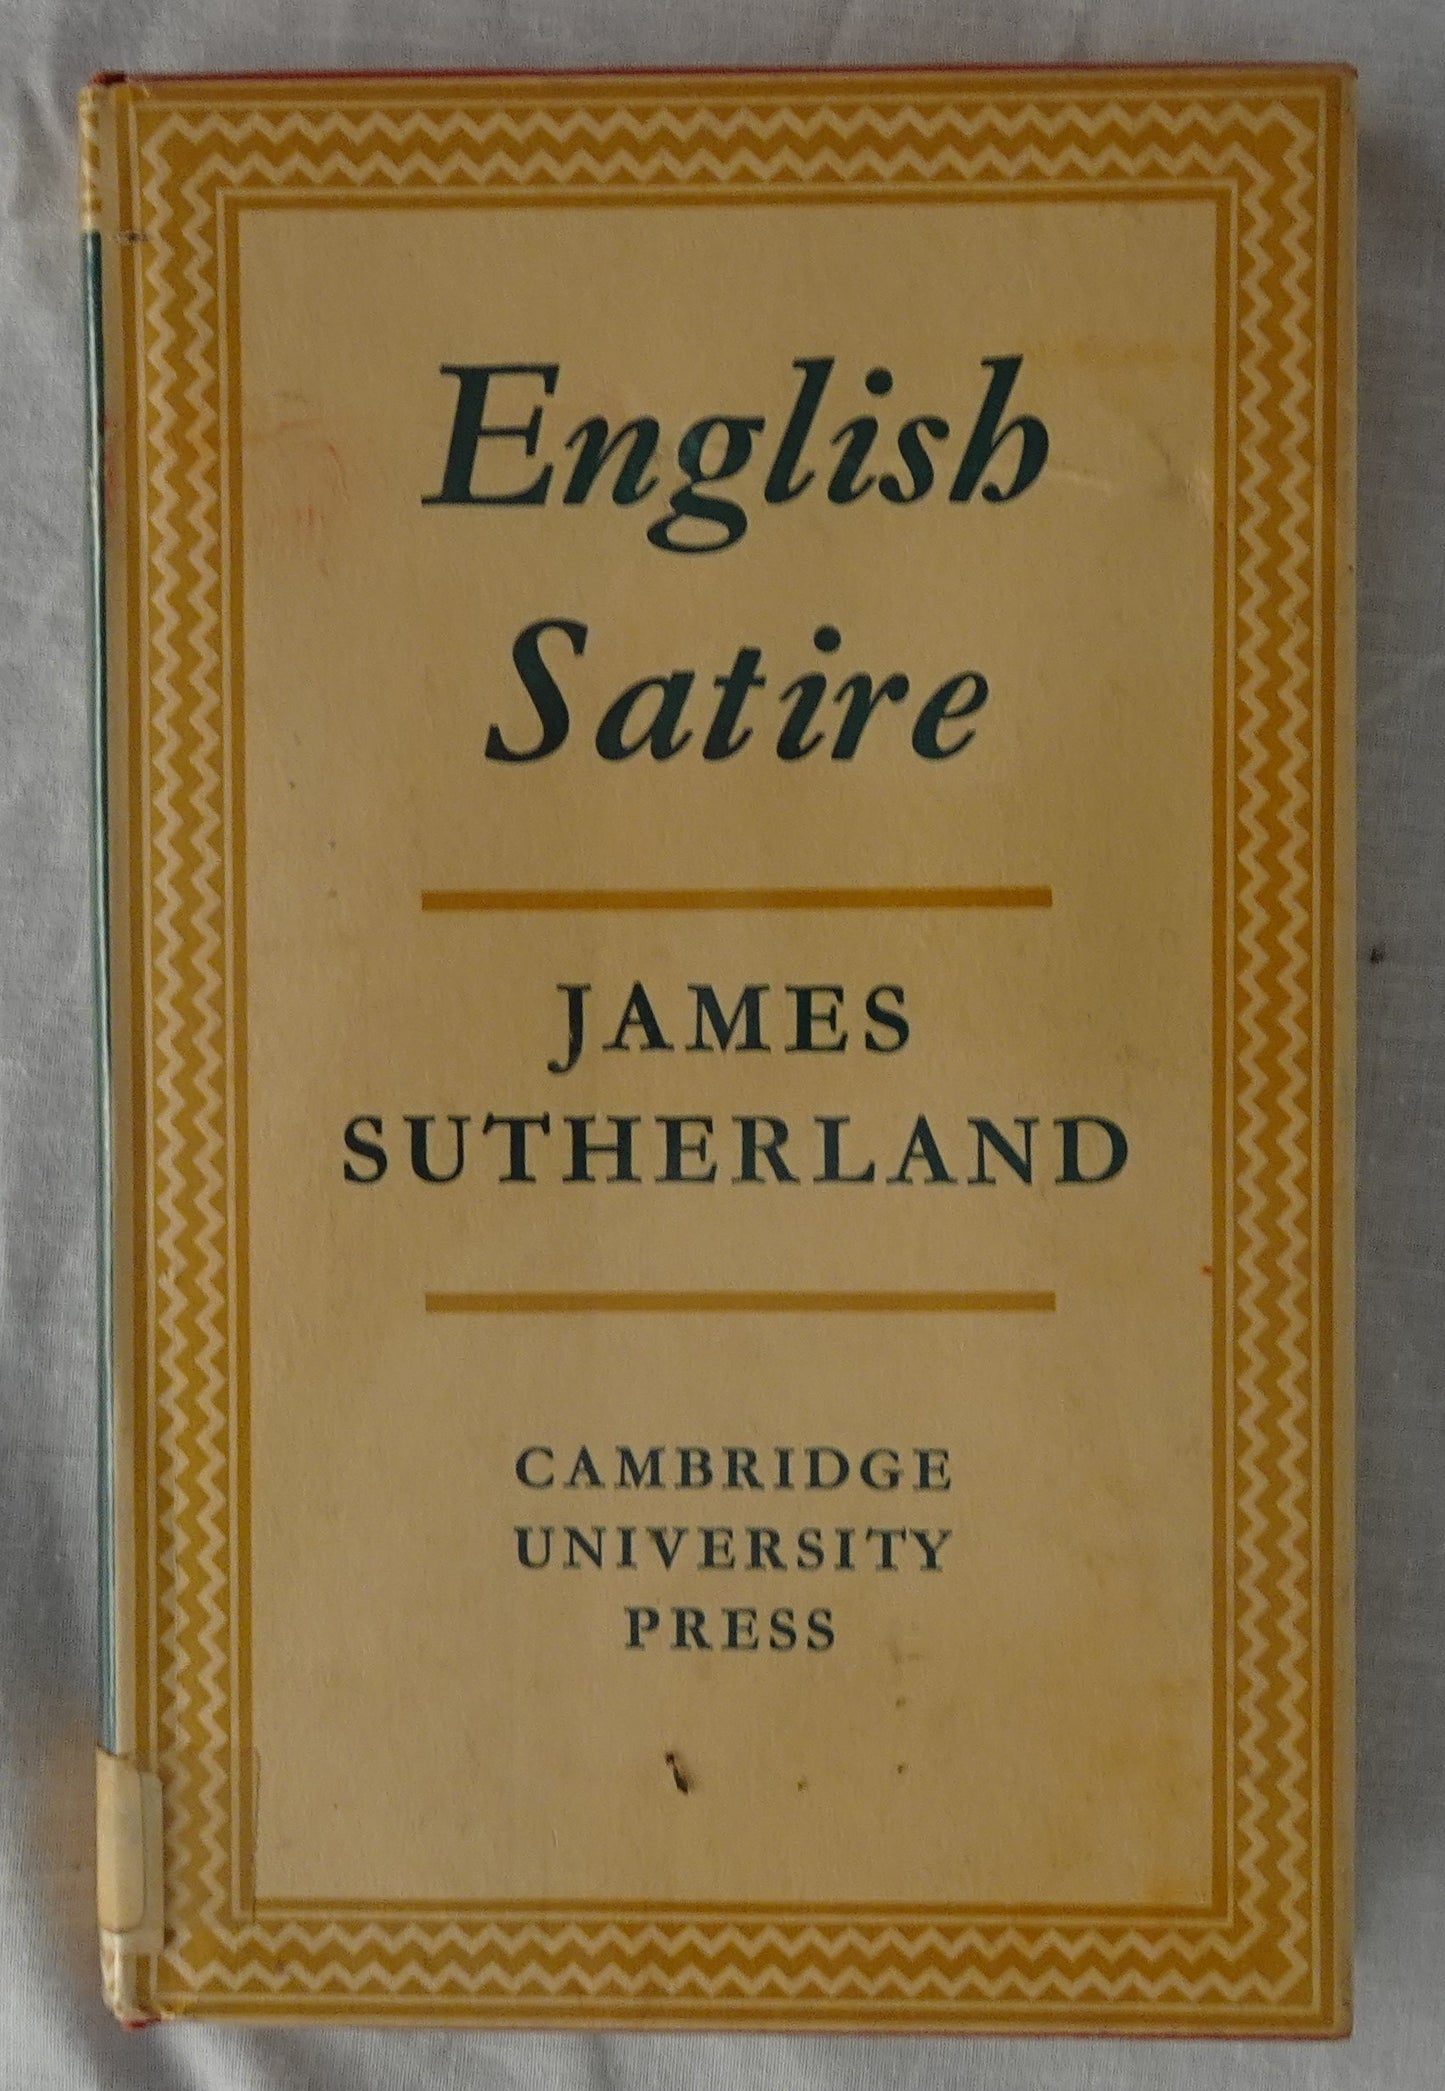 English
Satire
JAMES
SUTHERLAND
CAMBRIDGE
UNIVERSITY
PRESS